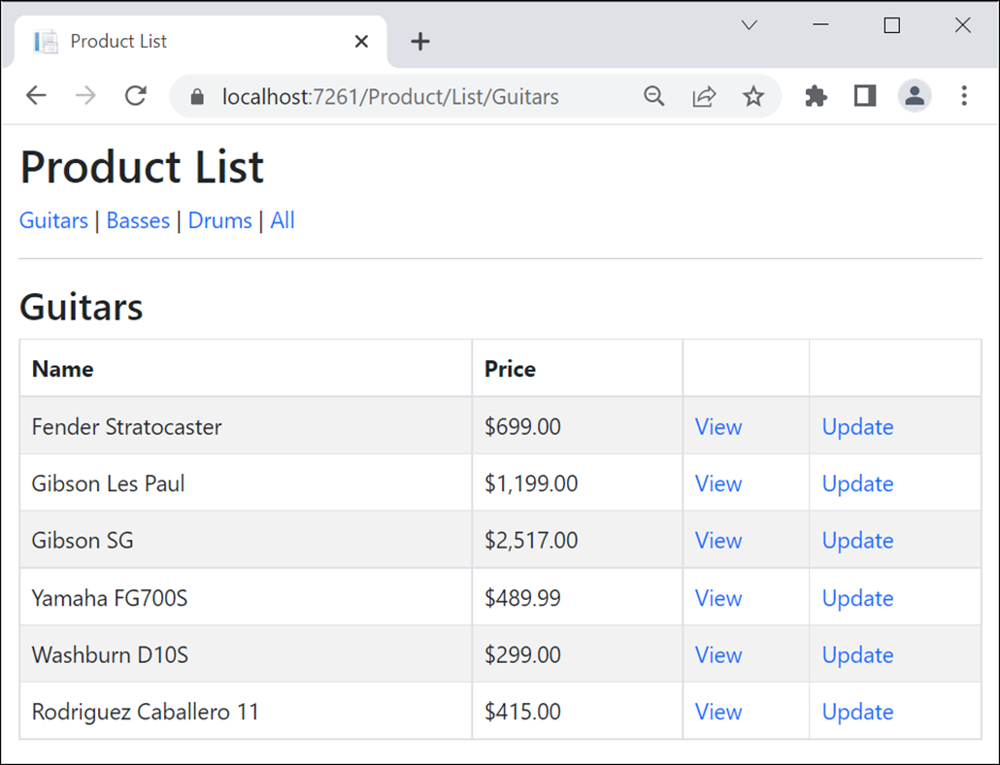 Product List
localhost:7261/Product/List/Guitars
Product List
Guitars | Basses | Drums | All
Guitars
Name Price
Fender Stratocaster $699.00 View Update
Gibson Les Paul $1,199.00 View Update
Gibson SG $2,517.00 View Update
Yamaha FG700S $489.99 View Update
Washburn D10S $299.00 View Update
Rodriguez Caballero 11 $415.00 View Update